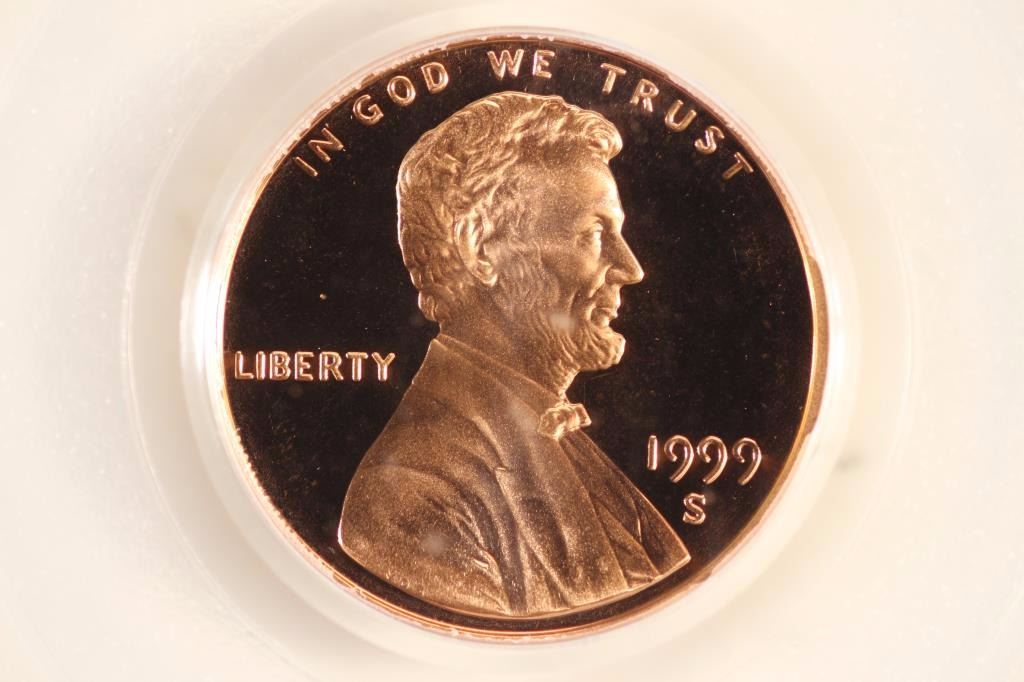 IN GOD WE TRUST
LIBERTY
1999
S